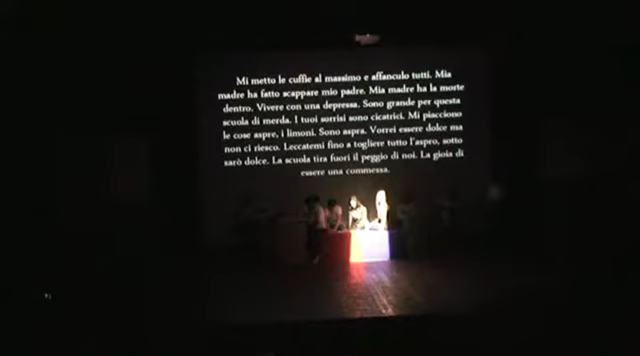 Mi metto le cuffie al massimo e affanculo tutti. Mia
madre ha fatto scappare mio padre. Mia madre ha la morte
dentro. Vivere con una depressa. Sono grande per questa
scuola di merda. I tuoi sorrisi sono cicatrici. Mi piacciono
le cose aspre, i limoni. Sono aspra. Vorrei essere dolce ma
non ci riesco. Leccatemi fino a togliere tutto l'aspro, sotto
sarò dolce. La scuola tira fuori il peggio di noi. La gioia di
essere una commessa.